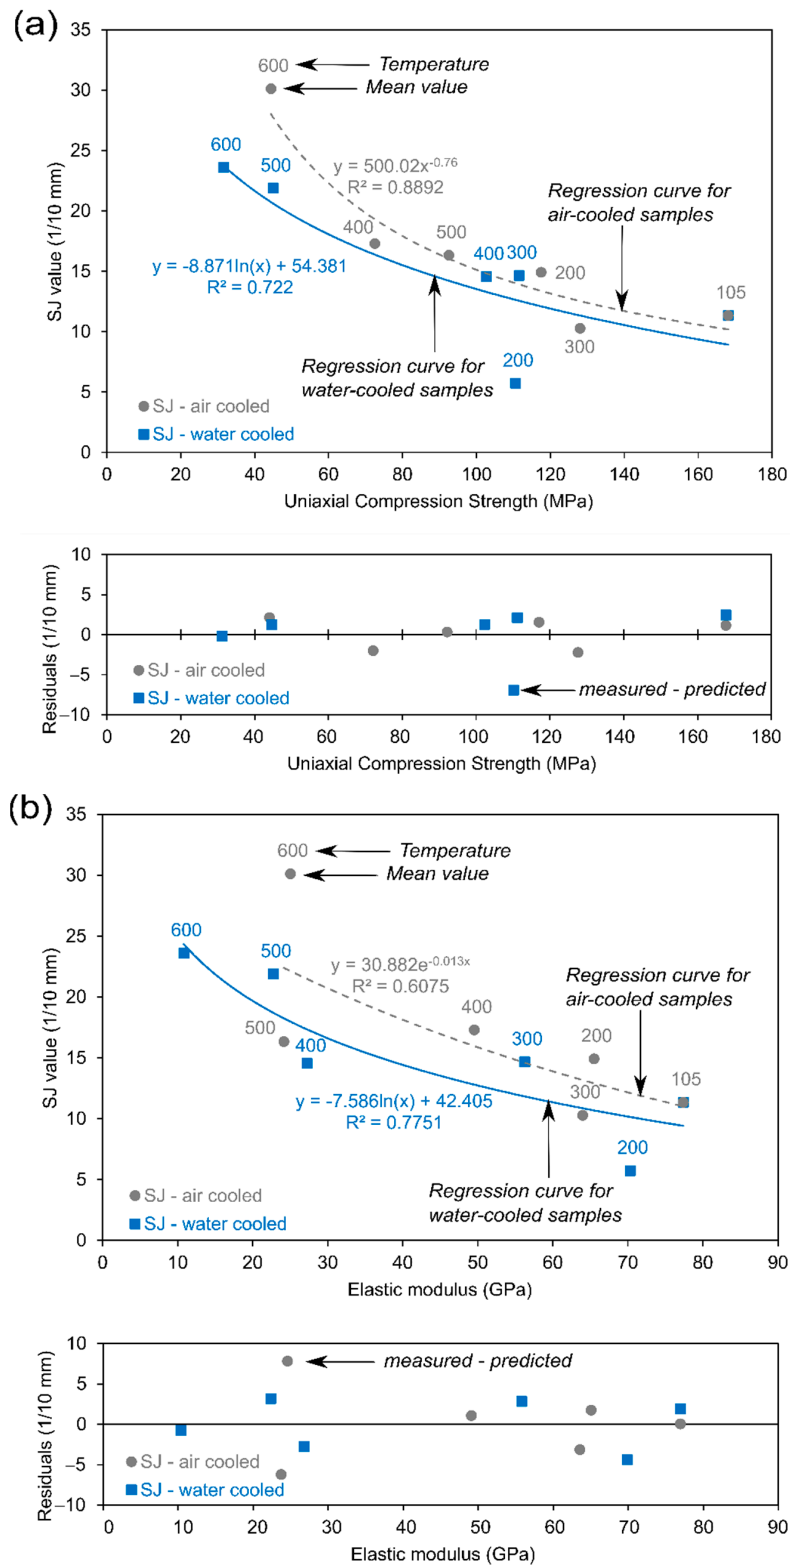 (a)
35
30
25
20
15
10
5
0
SJ value (1/10 mm)
600
Temperature
Mean value
600
500
y = 500.02x^-0.76
R² = 0.8892
Regression curve for
air-cooled samples
400
500
400
300
200
105
y = -8.871ln(x) + 54.381
R² = 0.722
300
Regression curve for
water-cooled samples
200
SJ - air cooled
SJ - water cooled
0 20 40 60 80 100 120 140 160 180
Uniaxial Compression Strength (MPa)
10
5
0
−5
−10
Residuals (1/10 mm)
SJ - air cooled
SJ - water cooled
measured - predicted
0 20 40 60 80 100 120 140 160 180
Uniaxial Compression Strength (MPa)
(b)
35
30
25
20
15
10
5
0
SJ value (1/10 mm)
600
Temperature
Mean value
600
500
y = 30.882e^-0.013x
R² = 0.6075
Regression curve for
air-cooled samples
400
500
400
300
200
105
300
y = -7.586ln(x) + 42.405
R² = 0.7751
200
Regression curve for
water-cooled samples
SJ - air cooled
SJ - water cooled
0 10 20 30 40 50 60 70 80 90
Elastic modulus (GPa)
10
5
0
−5
−10
Residuals (1/10 mm)
measured - predicted
SJ - air cooled
SJ - water cooled
0 10 20 30 40 50 60 70 80 90
Elastic modulus (GPa)